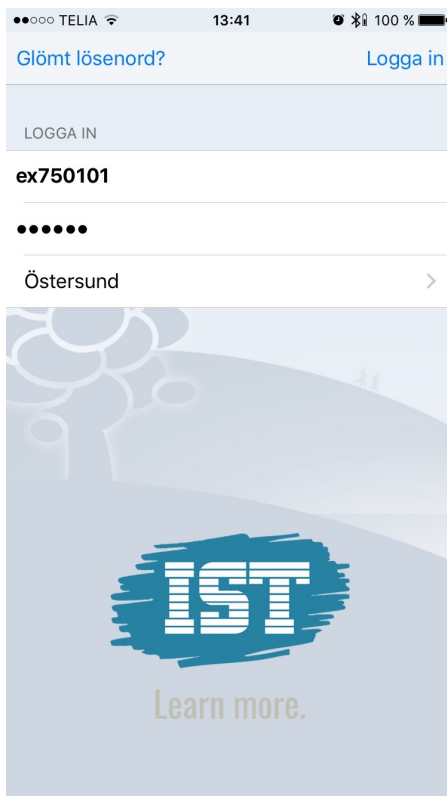 TELIA 13:41 100 %
Glömt lösenord? Logga in
LOGGA IN
ex750101
••••••
Östersund
IST
Learn more.